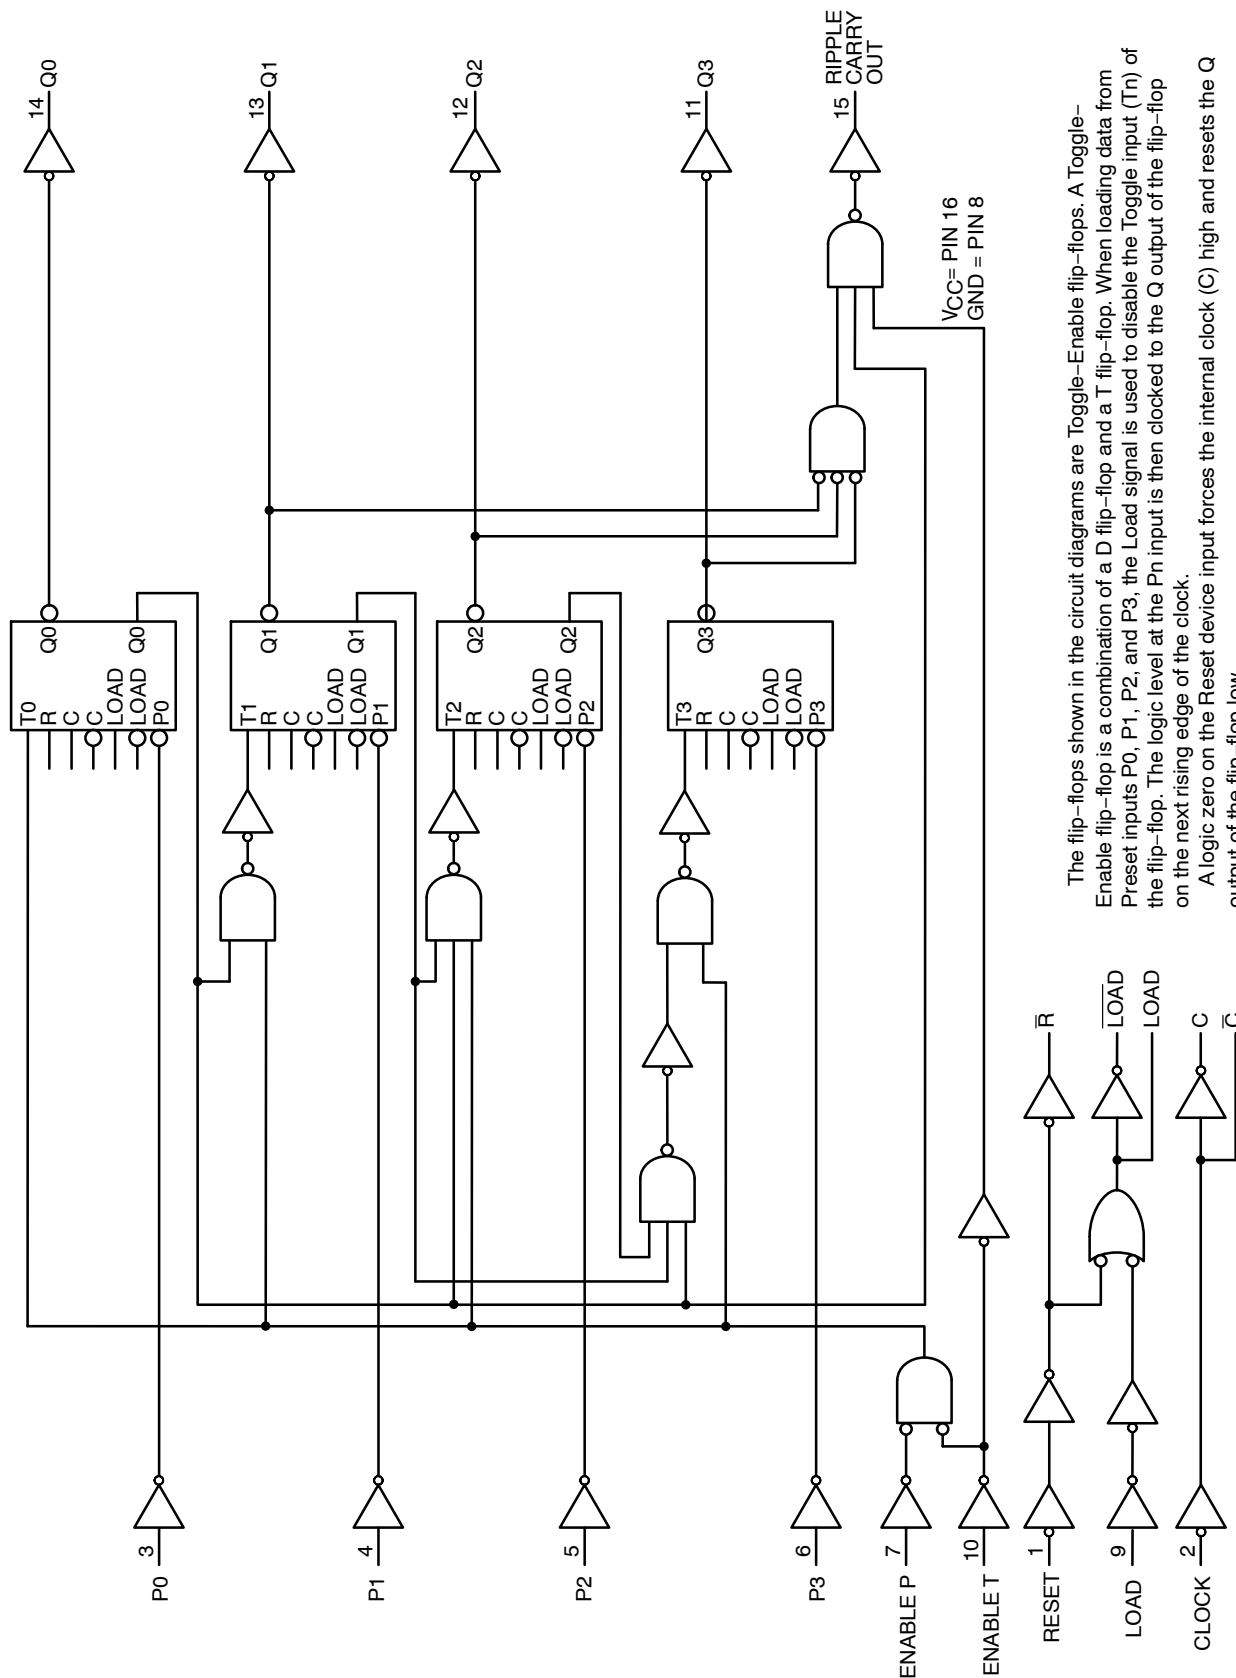 14 Q0
13 Q1
12 Q2
11 Q3
15 RIPPLE
CARRY
OUT
T0
R
C
C
LOAD
LOAD
P0
Q0
Q0
T1
R
C
C
LOAD
LOAD
P1
Q1
Q1
T2
R
C
C
LOAD
LOAD
P2
Q2
Q2
T3
R
C
C
LOAD
LOAD
P3
Q3
VCC= PIN 16
GND = PIN 8
P0 3
P1 4
P2 5
P3 6
ENABLE P 7
ENABLE T 10
RESET 1
LOAD 9
CLOCK 2
R̅
L̅O̅A̅D̅
LOAD
C
C̅
The flip−flops shown in the circuit diagrams are Toggle−Enable flip−flops. A Toggle−
Enable flip−flop is a combination of a D flip−flop and a T flip−flop. When loading data from
Preset inputs P0, P1, P2, and P3, the Load signal is used to disable the Toggle input (Tn) of
the flip−flop. The logic level at the Pn input is then clocked to the Q output of the flip−flop
on the next rising edge of the clock.
A logic zero on the Reset device input forces the internal clock (C) high and resets the Q
output of the flip−flop low.